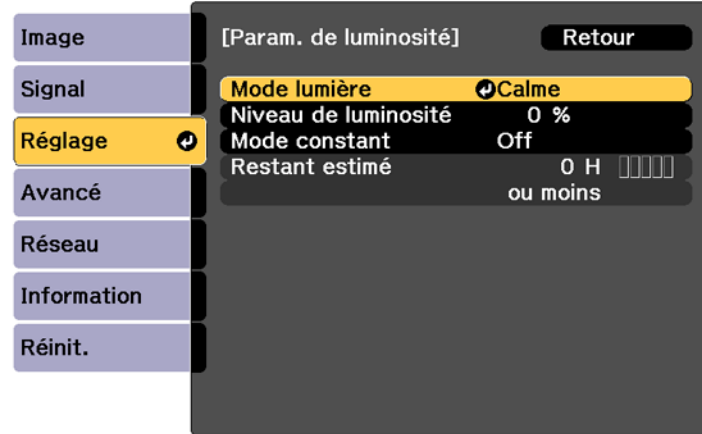 Image
Signal
Réglage
Avancé
Réseau
Information
Réinit.
[Param. de luminosité] Retour
Mode lumière Calme
Niveau de luminosité 0 %
Mode constant Off
Restant estimé 0 H
ou moins